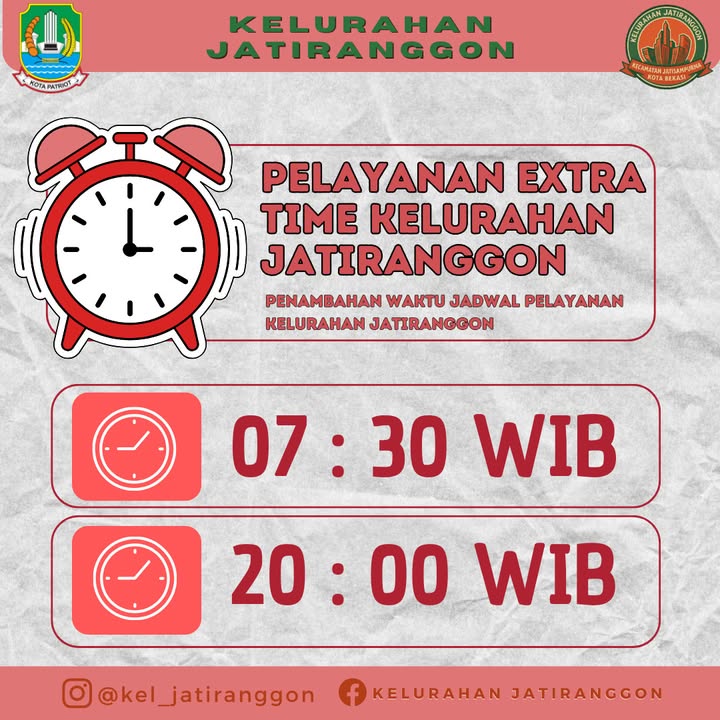 KELURAHAN
JATIRANGGON
KOTA PATRIOT
KELURAHAN JATIRANGGON
KECAMATAN JATISAMPURNA
KOTA BEKASI
PELAYANAN EXTRA
TIME KELURAHAN
JATIRANGGON
PENAMBAHAN WAKTU JADWAL PELAYANAN
KELURAHAN JATIRANGGON
07 : 30 WIB
20 : 00 WIB
@kel_jatiranggon
KELURAHAN JATIRANGGON